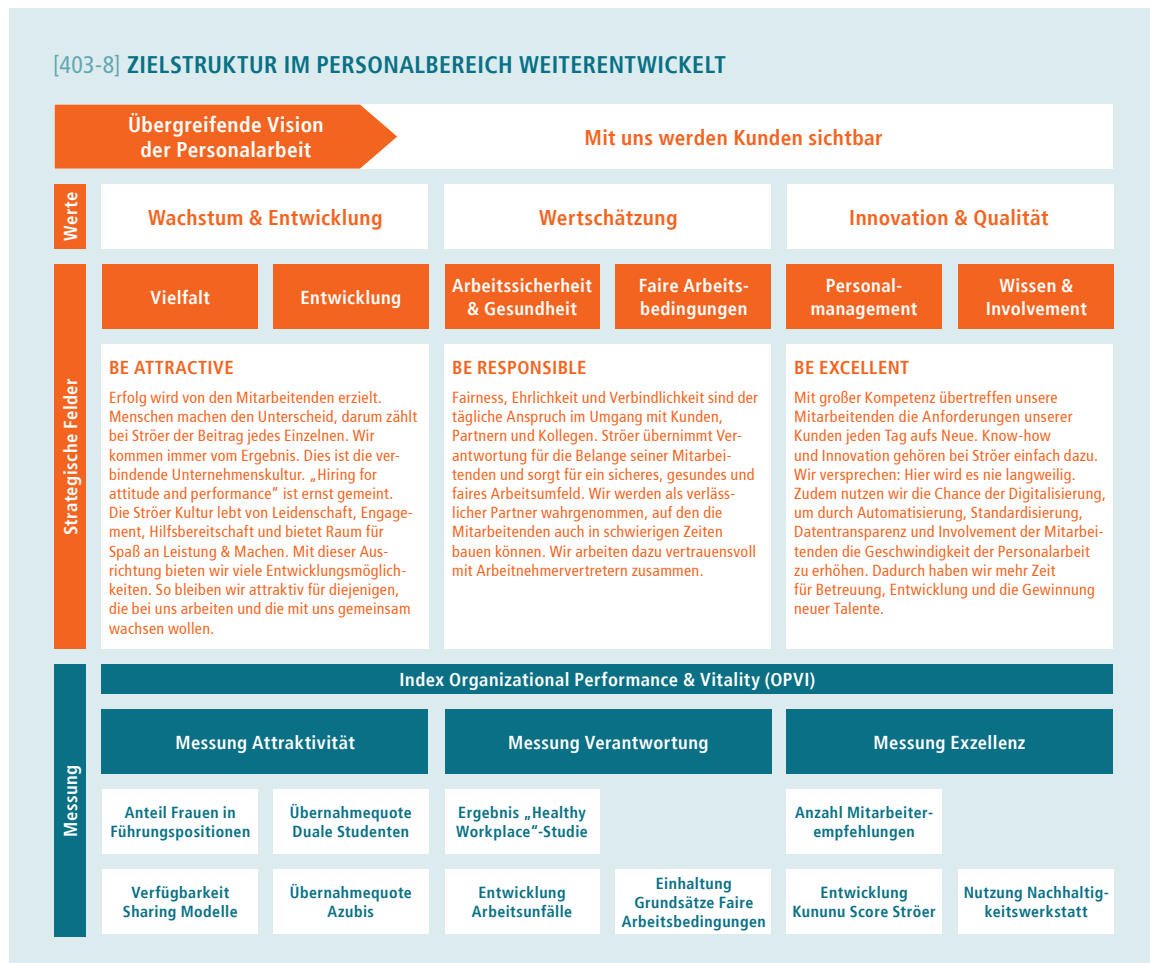 [403-8] ZIELSTRUKTUR IM PERSONALBEREICH WEITERENTWICKELT
Übergreifende Vision
der Personalarbeit
Mit uns werden Kunden sichtbar
Werte
Wachstum & Entwicklung
Wertschätzung
Innovation & Qualität
Strategische Felder
Vielfalt
Entwicklung
Arbeitssicherheit
& Gesundheit
Faire Arbeits-
bedingungen
Personal-
management
Wissen &
Involvement
BE ATTRACTIVE
Erfolg wird von den Mitarbeitenden erzielt.
Menschen machen den Unterscheid, darum zählt
bei Ströer der Beitrag jedes Einzelnen. Wir
kommen immer vom Ergebnis. Dies ist die ver-
bindende Unternehmenskultur. „Hiring for
attitude and performance“ ist ernst gemeint.
Die Ströer Kultur lebt von Leidenschaft, Engage-
ment, Hilfsbereitschaft und bietet Raum für
Spaß an Leistung & Machen. Mit dieser Aus-
richtung bieten wir viele Entwicklungsmöglich-
keiten. So bleiben wir attraktiv für diejenigen,
die bei uns arbeiten und die mit uns gemeinsam
wachsen wollen.
BE RESPONSIBLE
Fairness, Ehrlichkeit und Verbindlichkeit sind der
tägliche Anspruch im Umgang mit Kunden,
Partnern und Kollegen. Ströer übernimmt Ver-
antwortung für die Belange seiner Mitarbei-
tenden und sorgt für ein sicheres, gesundes und
faires Arbeitsumfeld. Wir werden als verläss-
licher Partner wahrgenommen, auf den die
Mitarbeitenden auch in schwierigen Zeiten
bauen können. Wir arbeiten dazu vertrauensvoll
mit Arbeitnehmervertretern zusammen.
BE EXCELLENT
Mit großer Kompetenz übertreffen unsere
Mitarbeitenden die Anforderungen unserer
Kunden jeden Tag aufs Neue. Know-how
und Innovation gehören bei Ströer einfach dazu.
Wir versprechen: Hier wird es nie langweilig.
Zudem nutzen wir die Chance der Digitalisierung,
um durch Automatisierung, Standardisierung,
Datentransparenz und Involvement der Mitarbei-
tenden die Geschwindigkeit der Personalarbeit
zu erhöhen. Dadurch haben wir mehr Zeit
für Betreuung, Entwicklung und die Gewinnung
neuer Talente.
Messung
Index Organizational Performance & Vitality (OPVI)
Messung Attraktivität
Messung Verantwortung
Messung Exzellenz
Anteil Frauen in
Führungspositionen
Übernahmequote
Duale Studenten
Ergebnis „Healthy
Workplace“-Studie
Anzahl Mitarbeiter-
empfehlungen
Verfügbarkeit
Sharing Modelle
Übernahmequote
Azubis
Entwicklung
Arbeitsunfälle
Einhaltung
Grundsätze Faire
Arbeitsbedingungen
Entwicklung
Kununu Score Ströer
Nutzung Nachhaltig-
keitswerkstatt